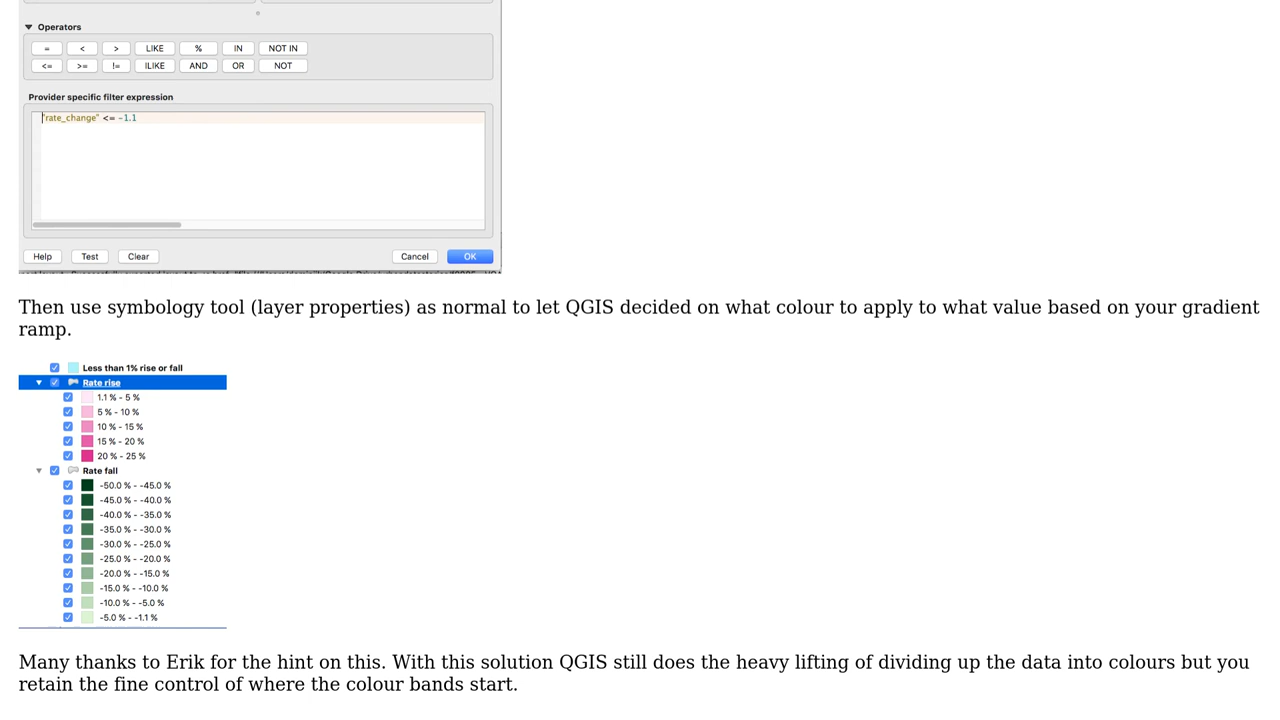 Operators
= < > LIKE % IN NOT IN
<= >= != ILIKE AND OR NOT
Provider specific filter expression
"rate_change" <= -1.1
Help Test Clear Cancel OK
Then use symbology tool (layer properties) as normal to let QGIS decided on what colour to apply to what value based on your gradient
ramp.
Less than 1% rise or fall
Rate rise
1.1 % - 5 %
5 % - 10 %
10 % - 15 %
15 % - 20 %
20 % - 25 %
Rate fall
-50.0 % - -45.0 %
-45.0 % - -40.0 %
-40.0 % - -35.0 %
-35.0 % - -30.0 %
-30.0 % - -25.0 %
-25.0 % - -20.0 %
-20.0 % - -15.0 %
-15.0 % - -10.0 %
-10.0 % - -5.0 %
-5.0 % - -1.1 %
Many thanks to Erik for the hint on this. With this solution QGIS still does the heavy lifting of dividing up the data into colours but you
retain the fine control of where the colour bands start.